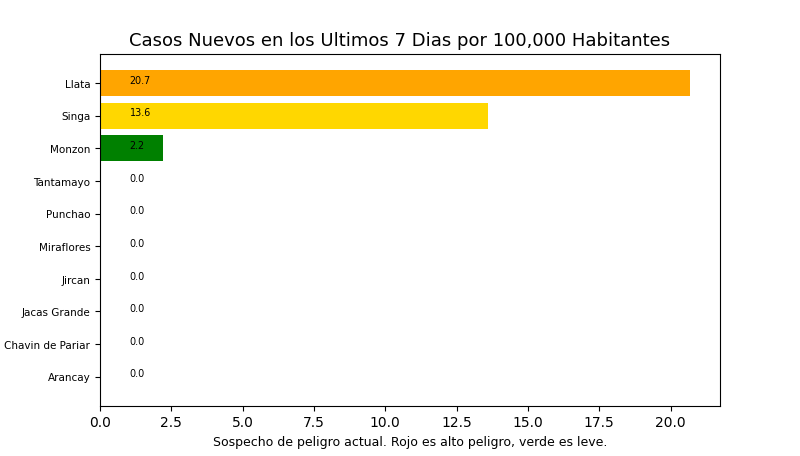 Casos Nuevos en los Ultimos 7 Dias por 100,000 Habitantes
Llata 20.7
Singa 13.6
Monzon 2.2
Tantamayo 0.0
Punchao 0.0
Miraflores 0.0
Jircan 0.0
Jacas Grande 0.0
Chavin de Pariar 0.0
Arancay 0.0
0.0 2.5 5.0 7.5 10.0 12.5 15.0 17.5 20.0
Sospecho de peligro actual. Rojo es alto peligro, verde es leve.